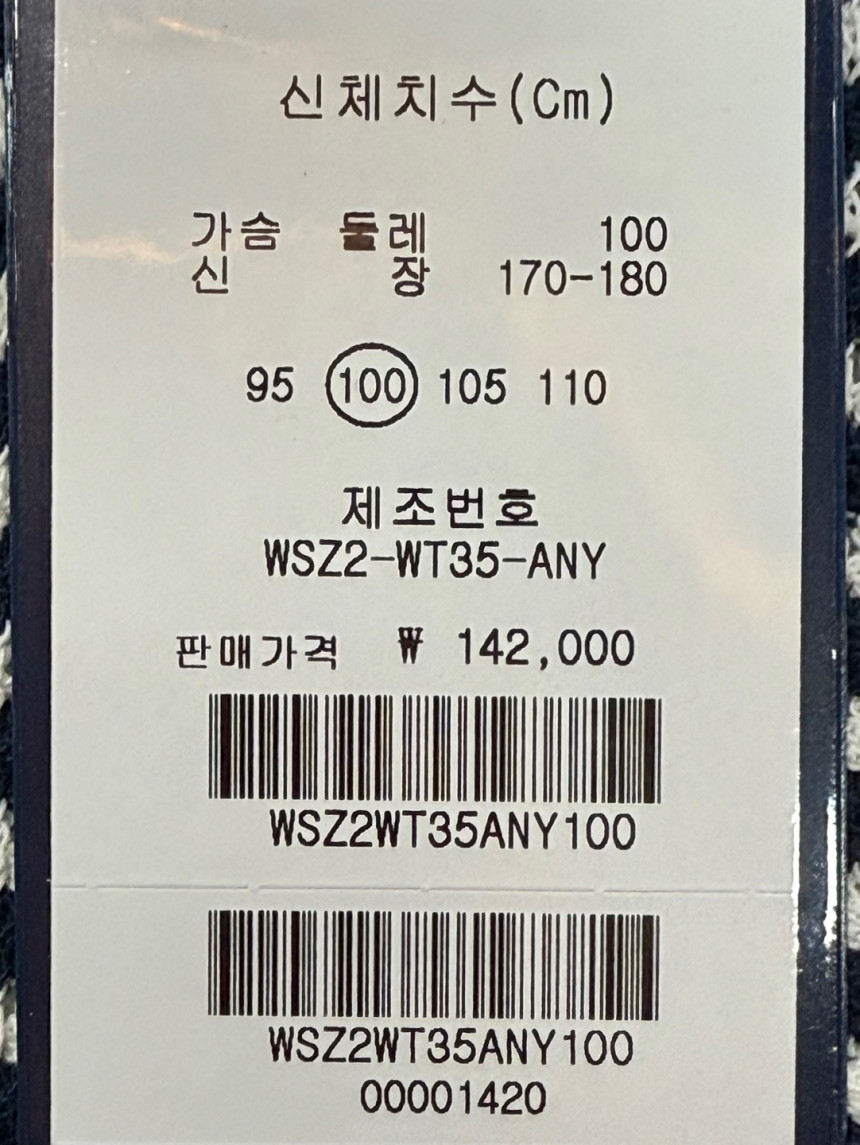 신체치수(Cm)
가슴 둘레 100
신 장 170-180
95 100 105 110
제조번호
WSZ2-WT35-ANY
판매가격 ₩ 142,000
WSZ2WT35ANY100
WSZ2WT35ANY100
00001420